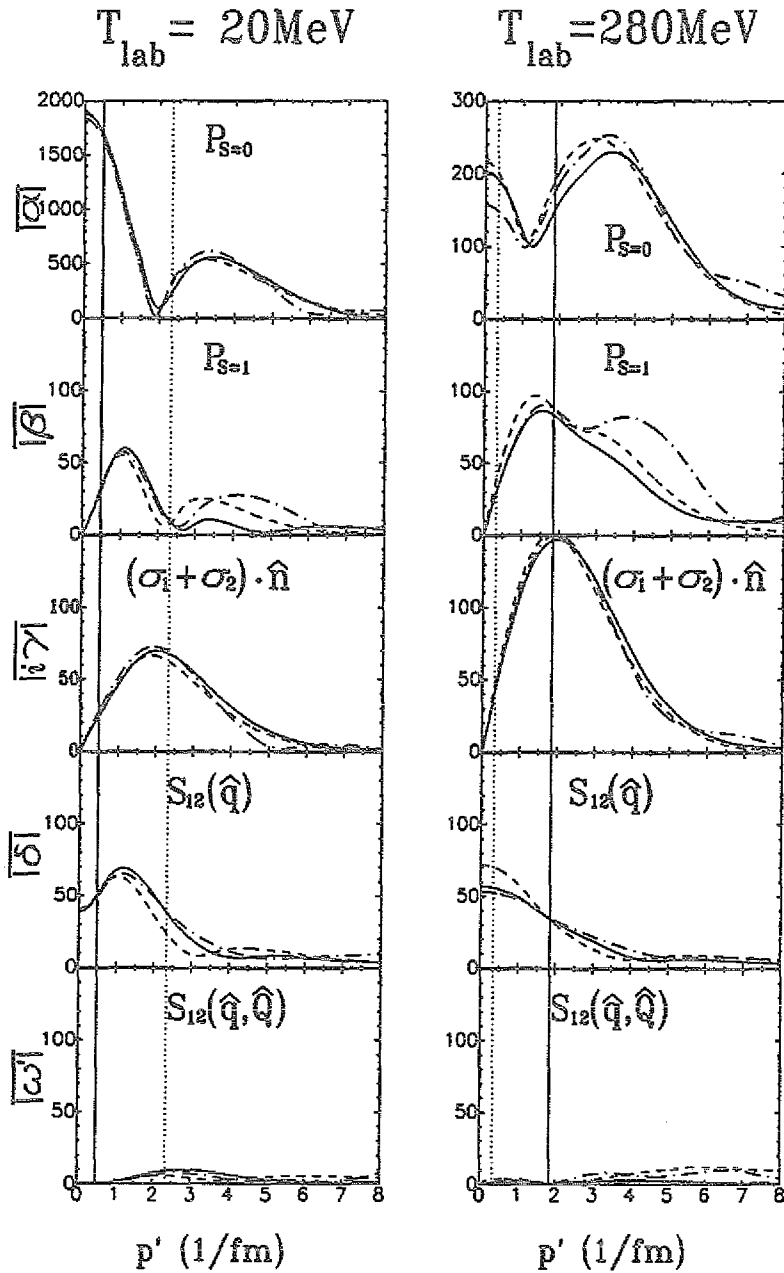 T_lab = 20MeV T_lab=280MeV
2000 300
P_S=0
1500
200
|α| 1000
P_S=0
500 100
0 0
P_S=1 P_S=1
100 100
|β|
50 50
0 0
(σ₁+σ₂)·n̂ (σ₁+σ₂)·n̂
100 100
|iγ|
50 50
0 0
S₁₂(q̂) S₁₂(q̂)
100 100
|δ|
50 50
0 0
S₁₂(q̂,Q̂) S₁₂(q̂,Q̂)
100 100
|ω'|
50 50
0 0
1 2 3 4 5 6 7 8 0 1 2 3 4 5 6 7 8
p' (1/fm) p' (1/fm)